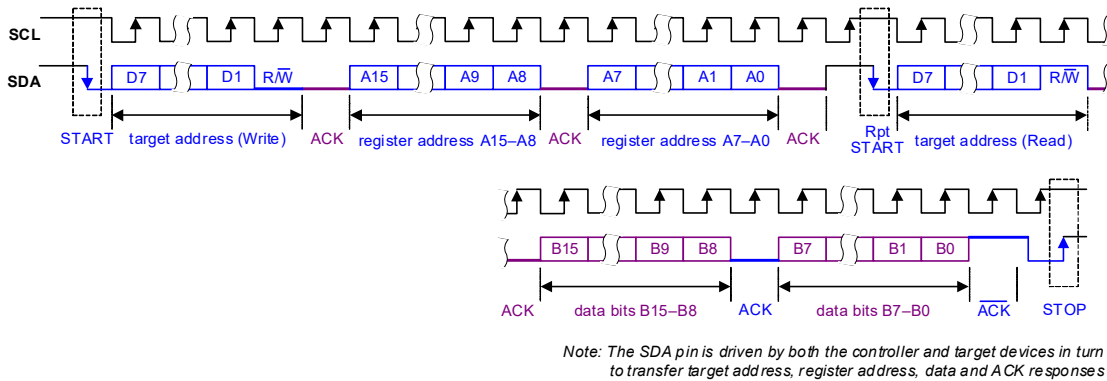 SCL
SDA
D7 D1 R/W̅ A15 A9 A8 A7 A1 A0 D7 D1 R/W̅
START target address (Write) ACK register address A15–A8 ACK register address A7–A0 ACK Rpt START target address (Read)
B15 B9 B8 B7 B1 B0
ACK data bits B15–B8 ACK data bits B7–B0 A̅C̅K̅ STOP
Note: The SDA pin is driven by both the controller and target devices in turn
to transfer target address, register address, data and ACK responses